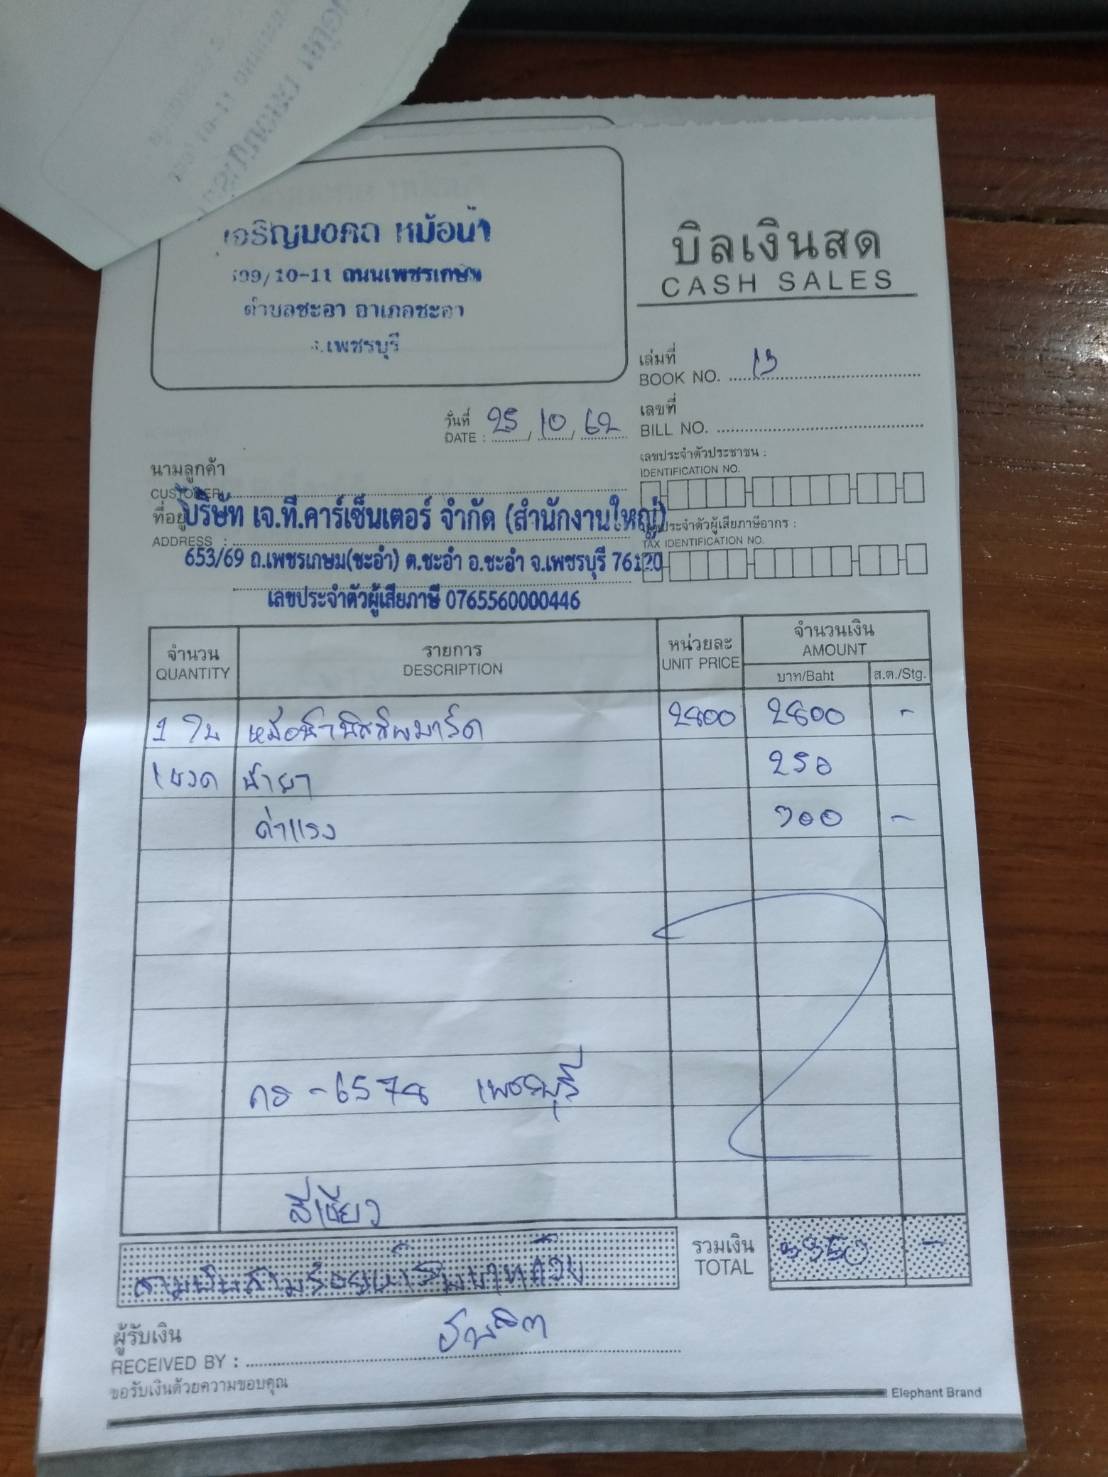 เจริญมงคล หม้อน้ำ
699/10-11 ถนนเพชรเกษม
ตำบลชะอำ อำเภอชะอำ
จ.เพชรบุรี
บิลเงินสด
CASH SALES
เล่มที่
BOOK NO. 13
วันที่
DATE : 25 / 10 / 62
เลขที่
BILL NO.
เลขประจำตัวประชาชน :
IDENTIFICATION NO.
นามลูกค้า
CUSTOMER
บริษัท เจ.ที.คาร์เซ็นเตอร์ จำกัด (สำนักงานใหญ่)
ที่อยู่
ADDRESS :
เลขประจำตัวผู้เสียภาษีอากร :
TAX IDENTIFICATION NO.
653/69 ถ.เพชรเกษม(ชะอำ) ต.ชะอำ อ.ชะอำ จ.เพชรบุรี 76120
เลขประจำตัวผู้เสียภาษี 0765560000446
จำนวน รายการ หน่วยละ จำนวนเงิน
QUANTITY DESCRIPTION UNIT PRICE AMOUNT
บาท/Baht ส.ต./Stg.
1 ใบ หม้อน้ำ 2800 2800 -
1 ขวด น้ำยา 250
ค่าแรง 300 -
6578 เพชรบุรี
สีเขียว
รวมเงิน
TOTAL 3350 -
สามพันสามร้อยห้าสิบบาทถ้วน
ผู้รับเงิน
RECEIVED BY :
ขอรับเงินด้วยความขอบคุณ
Elephant Brand